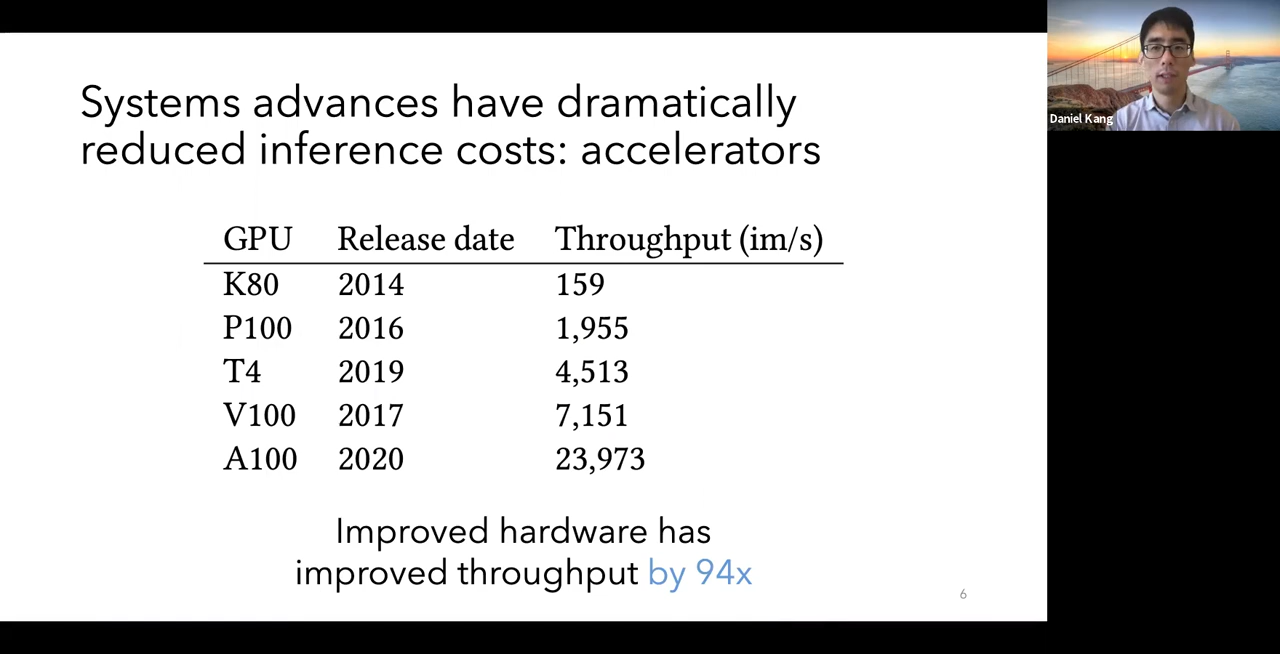 Systems advances have dramatically
reduced inference costs: accelerators
GPU Release date Throughput (im/s)
K80 2014 159
P100 2016 1,955
T4 2019 4,513
V100 2017 7,151
A100 2020 23,973
Improved hardware has
improved throughput by 94x
6
Daniel Kang